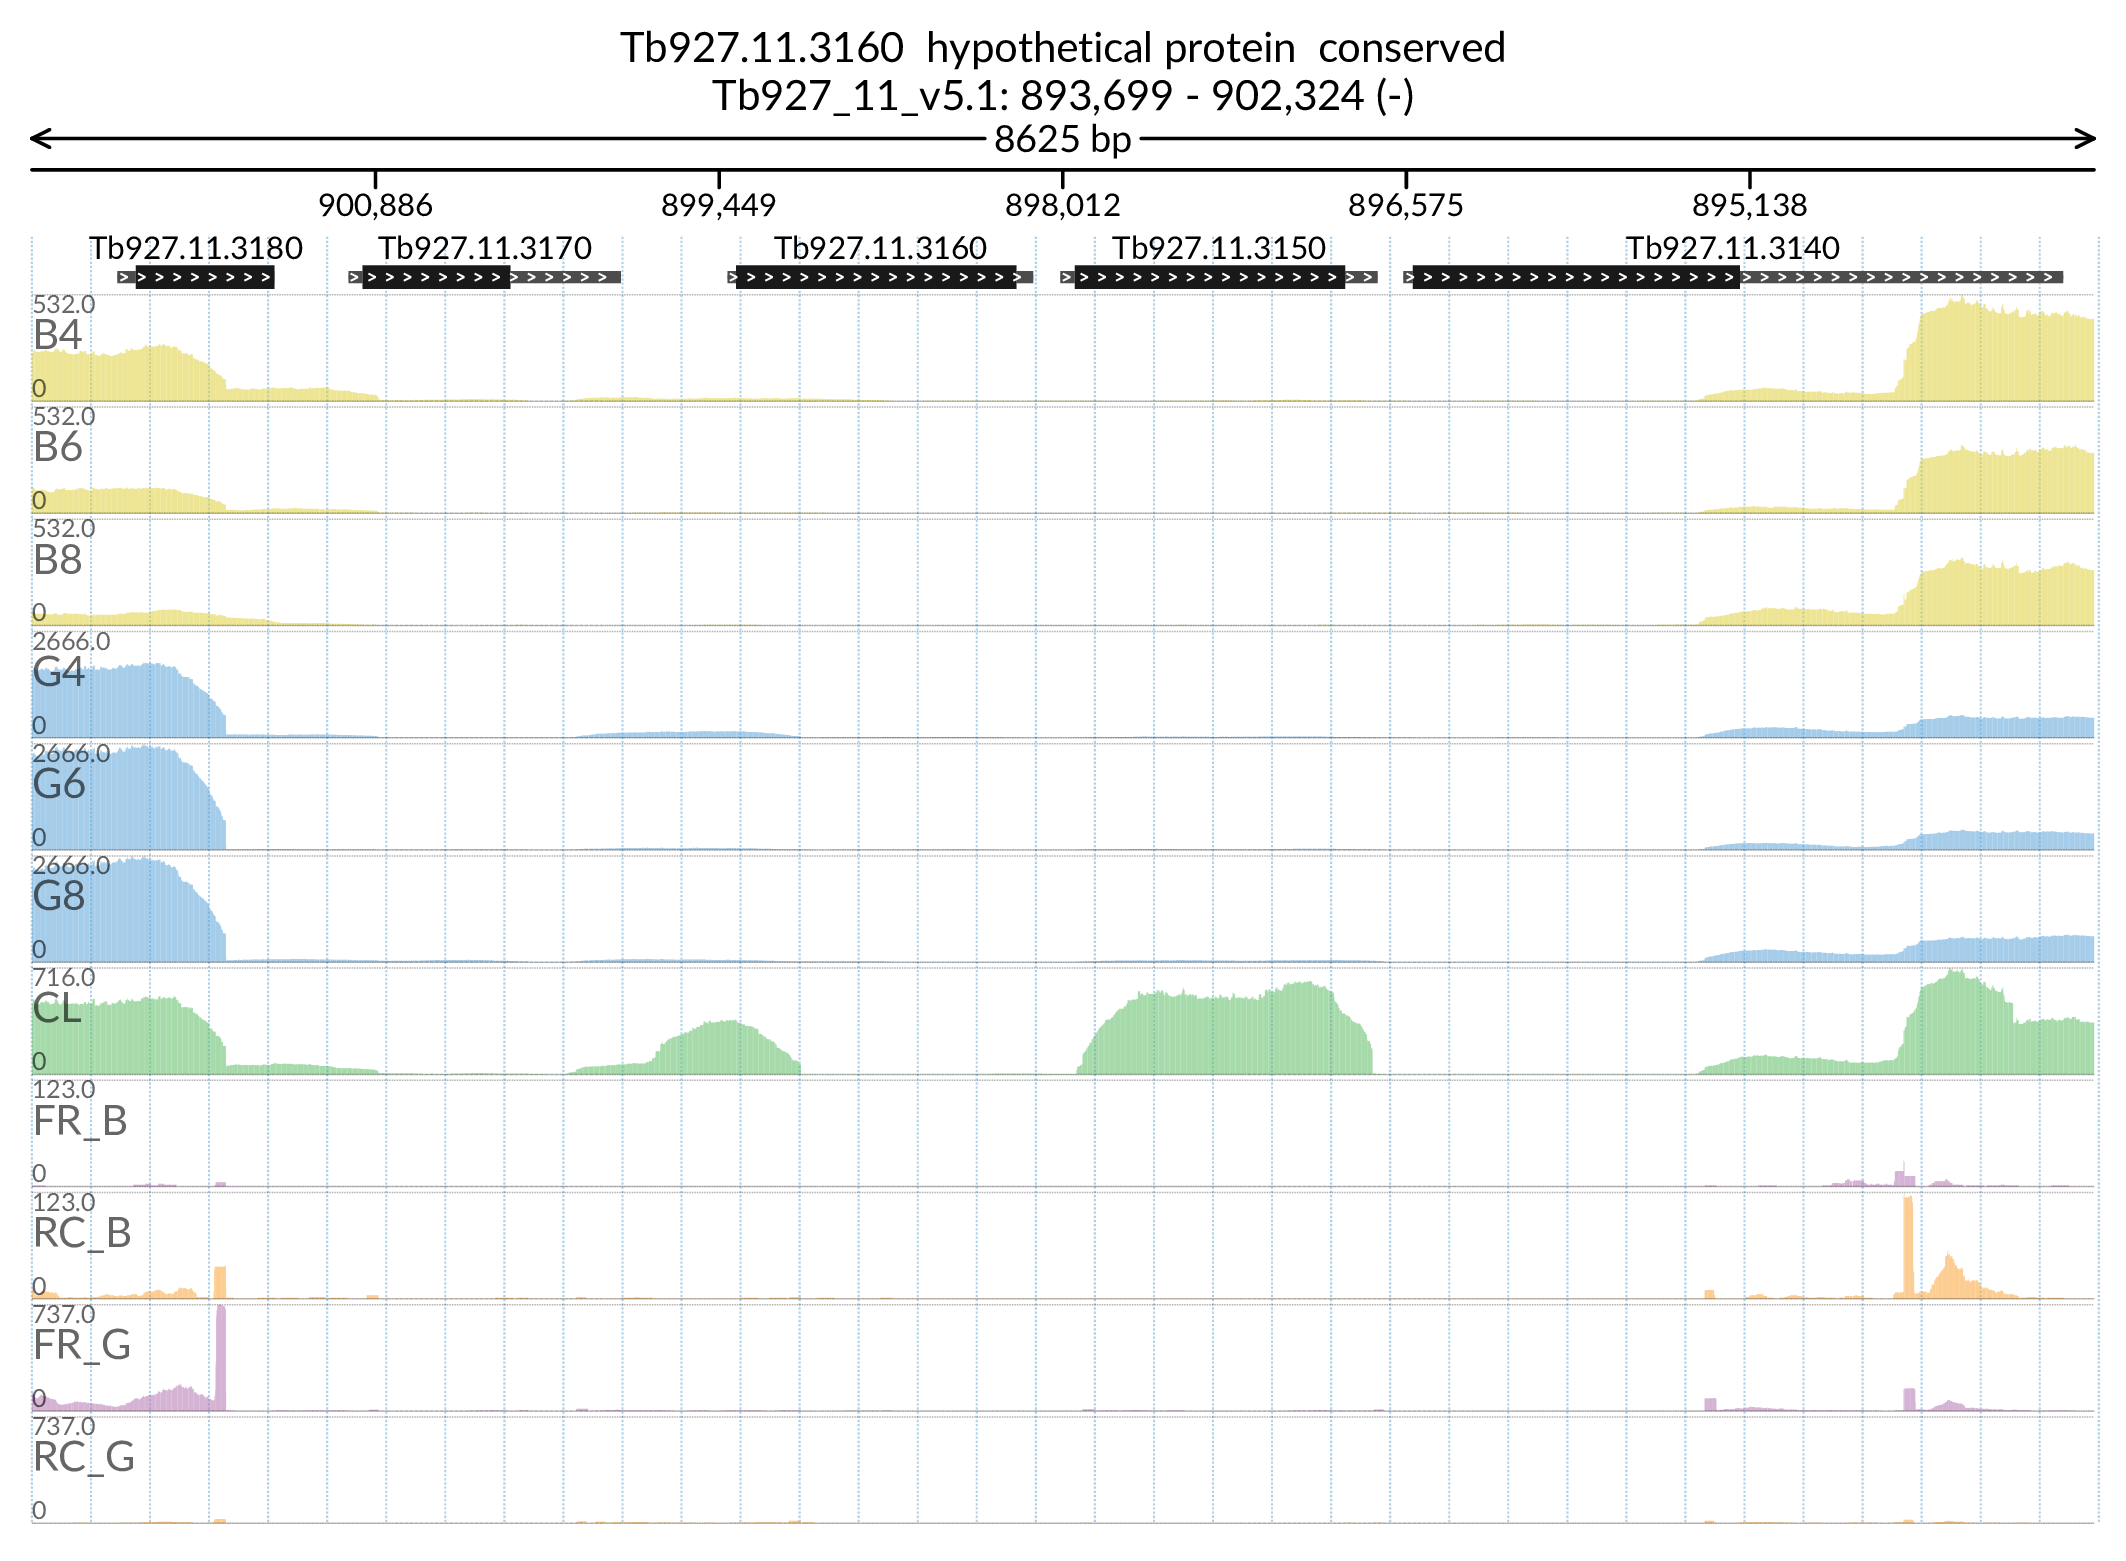 Tb927.11.3160 hypothetical protein conserved
Tb927_11_v5.1: 893,699 - 902,324 (-)
8625 bp
900,886 899,449 898,012 896,575 895,138
Tb927.11.3180 Tb927.11.3170 Tb927.11.3160 Tb927.11.3150 Tb927.11.3140
532.0
B4
0
532.0
B6
0
532.0
B8
0
2666.0
G4
0
2666.0
G6
0
2666.0
G8
0
716.0
CL
0
123.0
FR_B
0
123.0
RC_B
0
737.0
FR_G
0
737.0
RC_G
0